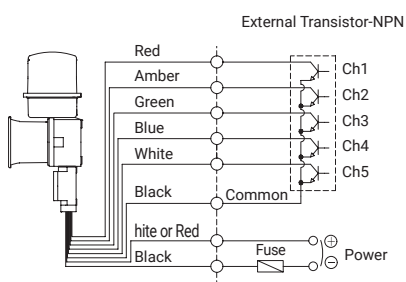 External Transistor-NPN
Red
Ch1
Amber
Ch2
Green
Ch3
Blue
Ch4
White
Ch5
Black
Common
hite or Red
Fuse
Power
Black